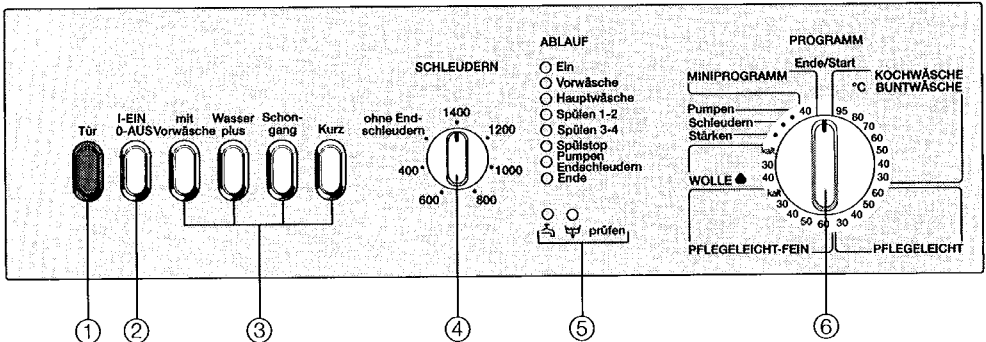 Tür
I-EIN
0-AUS
mit
Vorwäsche
Wasser
plus
Schon-
gang
Kurz
SCHLEUDERN
ohne End-
schleudern
400
600
800
1000
1200
1400
ABLAUF
Ein
Vorwäsche
Hauptwäsche
Spülen 1-2
Spülen 3-4
Spülstop
Pumpen
Endschleudern
Ende
prüfen
PROGRAMM
Ende/Start
MINIPROGRAMM
40
Pumpen
Schleudern
Stärken
kalt
30
40
WOLLE
kalt
30
40
50
60
PFLEGELEICHT-FEIN
KOCHWÄSCHE
°C BUNTWÄSCHE
95
80
70
60
60
50
40
30
60
50
40
40
30
PFLEGELEICHT
1
2
3
4
5
6